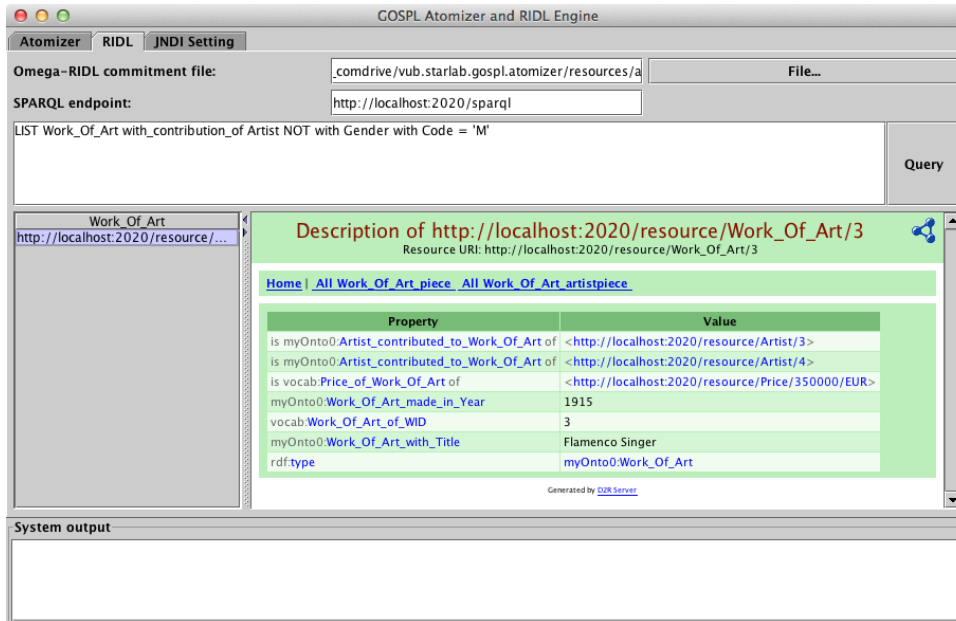 GOSPL Atomizer and RIDL Engine
Atomizer RIDL JNDI Setting
Omega-RIDL commitment file: _comdrive/vub.starlab.gospl.atomizer/resources/a File...
SPARQL endpoint: http://localhost:2020/sparql
LIST Work_Of_Art with_contribution_of Artist NOT with Gender with Code = 'M'
Query
Work_Of_Art
http://localhost:2020/resource/...
Description of http://localhost:2020/resource/Work_Of_Art/3
Resource URI: http://localhost:2020/resource/Work_Of_Art/3
Home | All Work_Of_Art_piece All Work_Of_Art_artistpiece
Property Value
is myOnto0:Artist_contributed_to_Work_Of_Art of <http://localhost:2020/resource/Artist/3>
is myOnto0:Artist_contributed_to_Work_Of_Art of <http://localhost:2020/resource/Artist/4>
is vocab:Price_of_Work_Of_Art of <http://localhost:2020/resource/Price/350000/EUR>
myOnto0:Work_Of_Art_made_in_Year 1915
vocab:Work_Of_Art_of_WID 3
myOnto0:Work_Of_Art_with_Title Flamenco Singer
rdf:type myOnto0:Work_Of_Art
Generated by D2R Server
System output